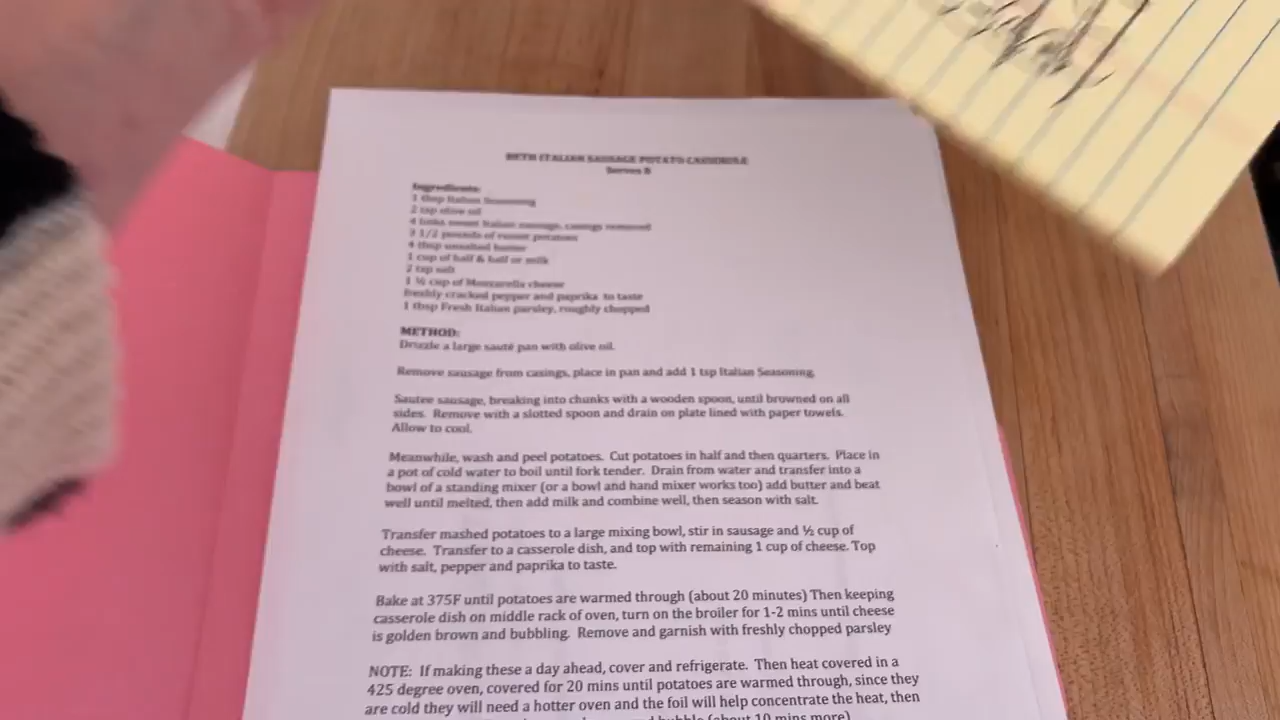 BETH ITALIAN SAUSAGE POTATO CASSEROLE
Serves 8
Ingredients:
1 tbsp Italian Seasoning
2 tsp olive oil
4 links sweet Italian sausage, casings removed
3 1/2 pounds of russet potatoes
4 tbsp unsalted butter
1 cup of half & half or milk
2 tsp salt
1 ½ cup of Mozzarella cheese
freshly cracked pepper and paprika to taste
1 tbsp Fresh Italian parsley, roughly chopped
METHOD:
Drizzle a large sauté pan with olive oil.
Remove sausage from casings, place in pan and add 1 tsp Italian Seasoning.
Sautee sausage, breaking into chunks with a wooden spoon, until browned on all
sides. Remove with a slotted spoon and drain on plate lined with paper towels.
Allow to cool.
Meanwhile, wash and peel potatoes. Cut potatoes in half and then quarters. Place in
a pot of cold water to boil until fork tender. Drain from water and transfer into a
bowl of a standing mixer (or a bowl and hand mixer works too) add butter and beat
well until melted, then add milk and combine well, then season with salt.
Transfer mashed potatoes to a large mixing bowl, stir in sausage and ½ cup of
cheese. Transfer to a casserole dish, and top with remaining 1 cup of cheese. Top
with salt, pepper and paprika to taste.
Bake at 375F until potatoes are warmed through (about 20 minutes) Then keeping
casserole dish on middle rack of oven, turn on the broiler for 1-2 mins until cheese
is golden brown and bubbling. Remove and garnish with freshly chopped parsley
NOTE: If making these a day ahead, cover and refrigerate. Then heat covered in a
425 degree oven, covered for 20 mins until potatoes are warmed through, since they
are cold they will need a hotter oven and the foil will help concentrate the heat, then
bubble (about 10 mins more)